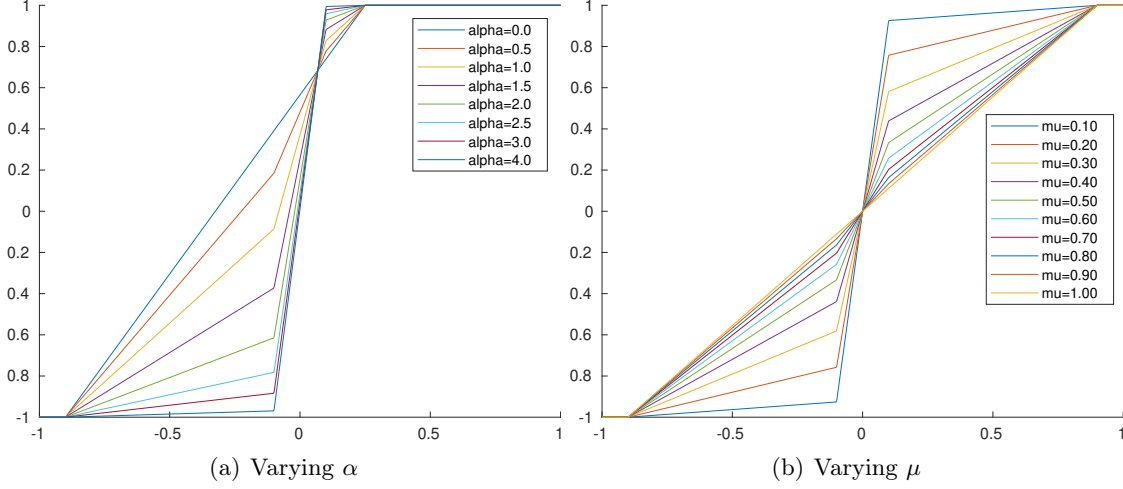 1
0.8
0.6
0.4
0.2
0
0.2
0.4
0.6
0.8
-1
-1
-0.5
0
0.5
1
alpha=0.0
alpha=0.5
alpha=1.0
alpha=1.5
alpha=2.0
alpha=2.5
alpha=3.0
alpha=4.0
(a) Varying α
1
0.8
0.6
0.4
0.2
0
0.2
0.4
0.6
0.8
-1
-1
-0.5
0
0.5
1
mu=0.10
mu=0.20
mu=0.30
mu=0.40
mu=0.50
mu=0.60
mu=0.70
mu=0.80
mu=0.90
mu=1.00
(b) Varying μ